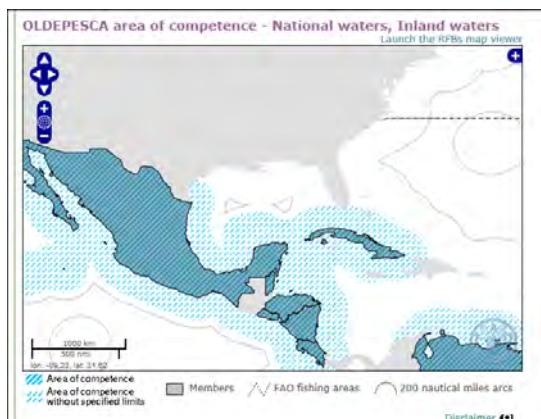 OLDEPESCA area of competence - National waters, Inland waters
Launch the RFBs map viewer
1000 km
500 nmi
Area of competence
Area of competence
without specified limits
Members
FAO fishing areas
200 nautical miles arcs
Disclaimer